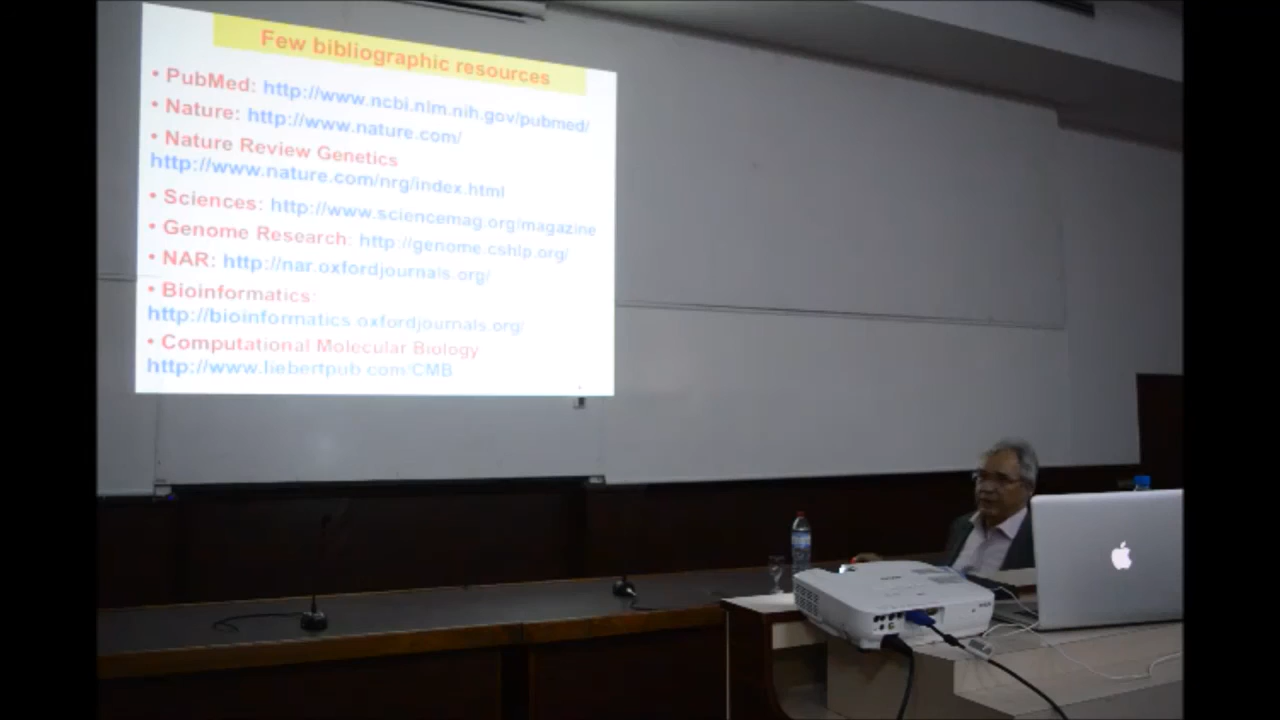 Few bibliographic resources
• PubMed: http://www.ncbi.nlm.nih.gov/pubmed/
• Nature: http://www.nature.com/
• Nature Review Genetics
http://www.nature.com/nrg/index.html
• Sciences: http://www.sciencemag.org/magazine
• Genome Research: http://genome.cshlp.org/
• NAR: http://nar.oxfordjournals.org/
• Bioinformatics:
http://bioinformatics.oxfordjournals.org/
• Computational Molecular Biology
http://www.liebertpub.com/CMB